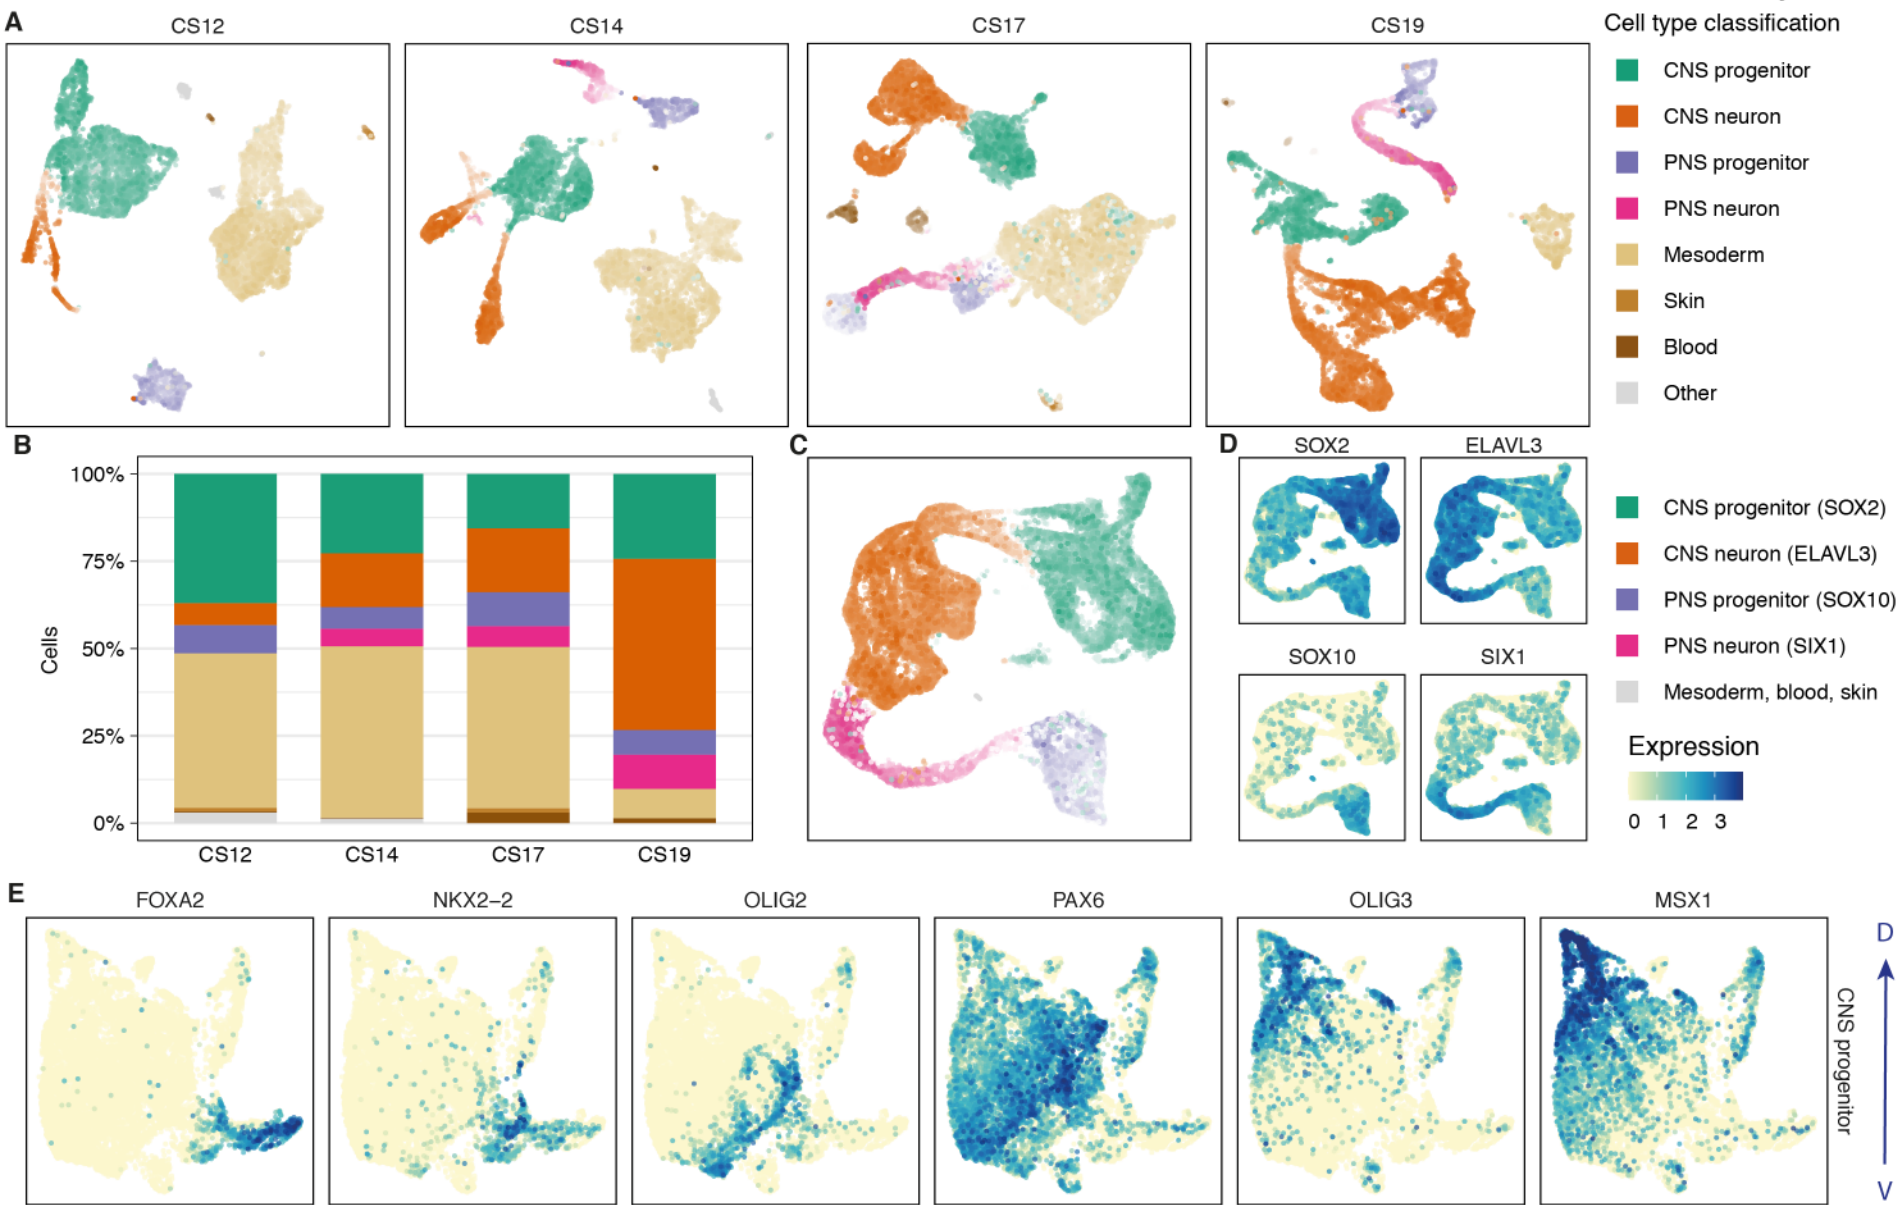 A
CS12
CS14
CS17
CS19
Cell type classification
CNS progenitor
CNS neuron
PNS progenitor
PNS neuron
Mesoderm
Skin
Blood
Other
B
100%
75%
50%
25%
0%
Cells
CS12
CS14
CS17
CS19
C
D
SOX2
ELAVL3
SOX10
SIX1
CNS progenitor (SOX2)
CNS neuron (ELAVL3)
PNS progenitor (SOX10)
PNS neuron (SIX1)
Mesoderm, blood, skin
Expression
0 1 2 3
E
FOXA2
NKX2−2
OLIG2
PAX6
OLIG3
MSX1
CNS progenitor
D
V